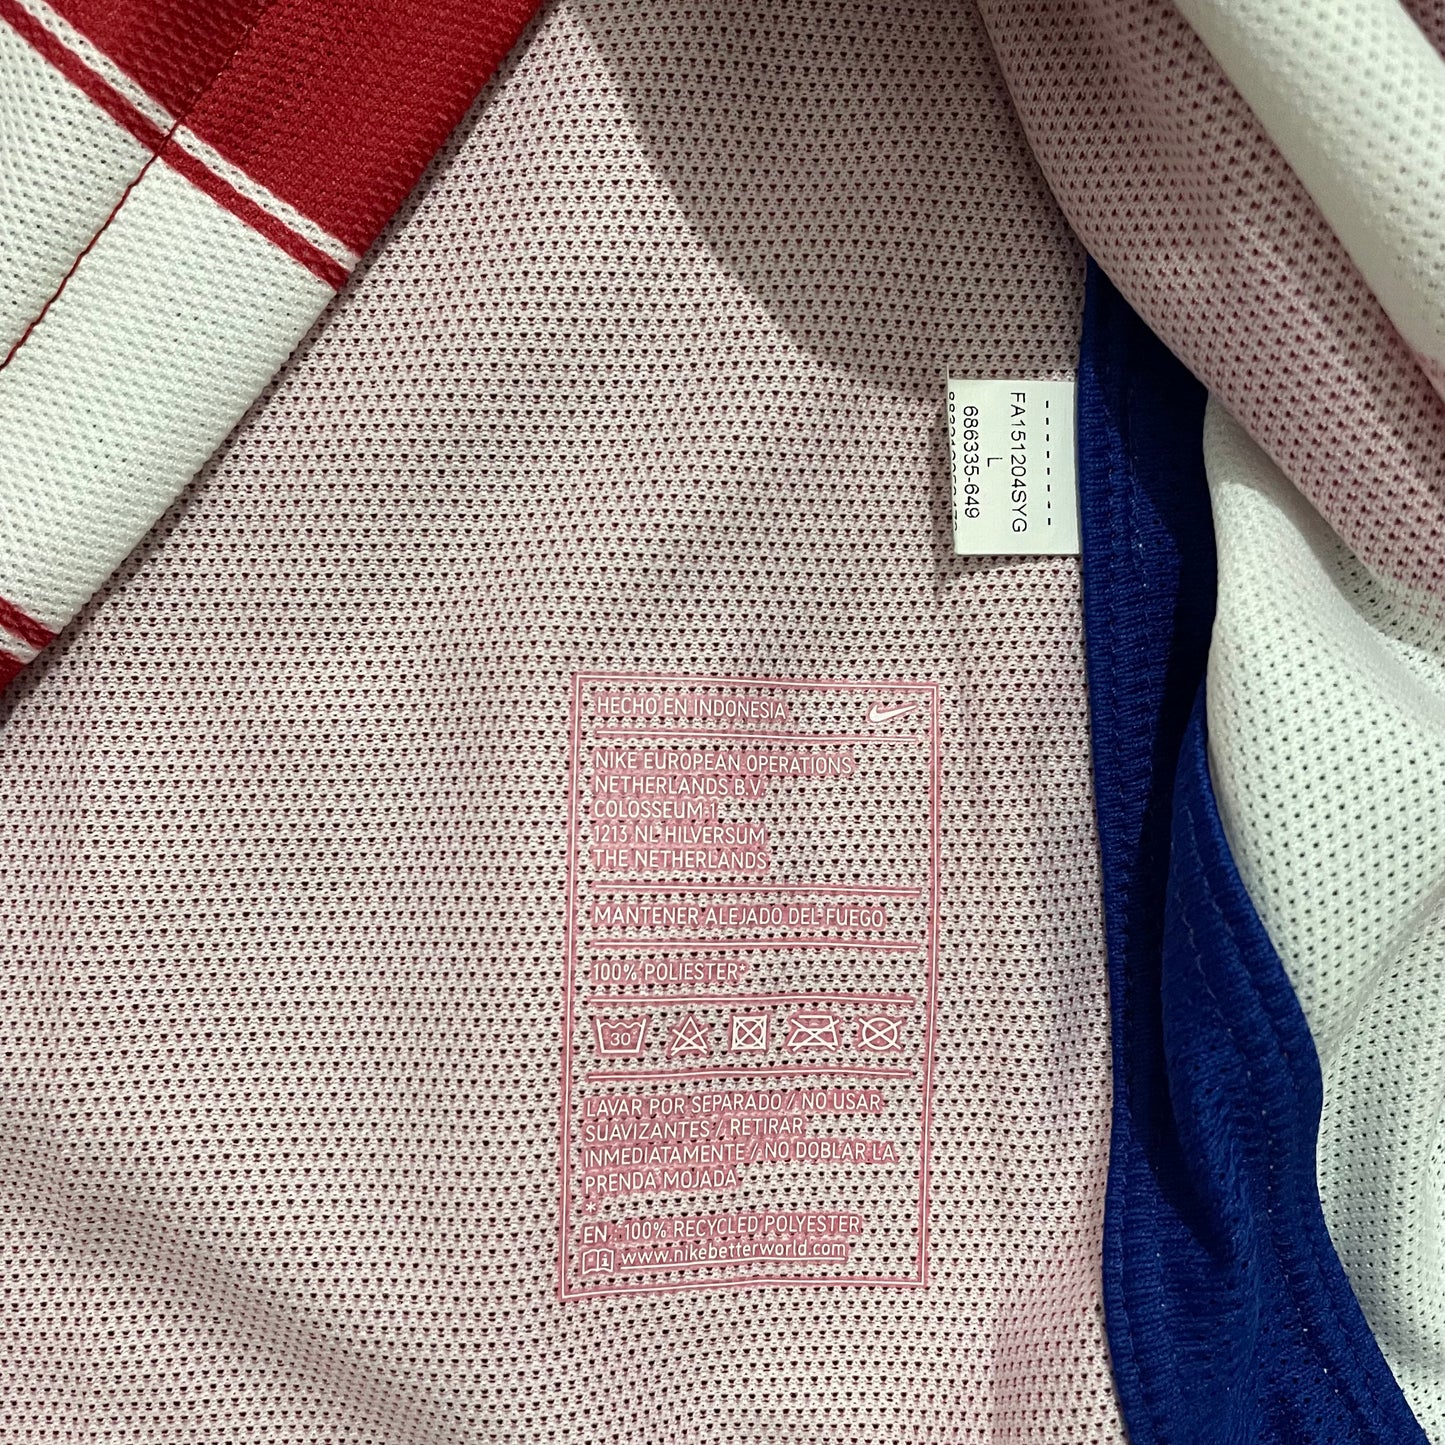 - - - - - - - -
FA151204SYG
L
686335-649
HECHO EN INDONESIA
NIKE EUROPEAN OPERATIONS
NETHERLANDS B.V.
COLOSSEUM 1
1213 NL HILVERSUM
THE NETHERLANDS
MANTENER ALEJADO DEL FUEGO
100% POLIESTER*
30°
LAVAR POR SEPARADO / NO USAR
SUAVIZANTES / RETIRAR
INMEDIATAMENTE / NO DOBLAR LA
PRENDA MOJADA
*
EN : 100% RECYCLED POLYESTER
www.nikebetterworld.com